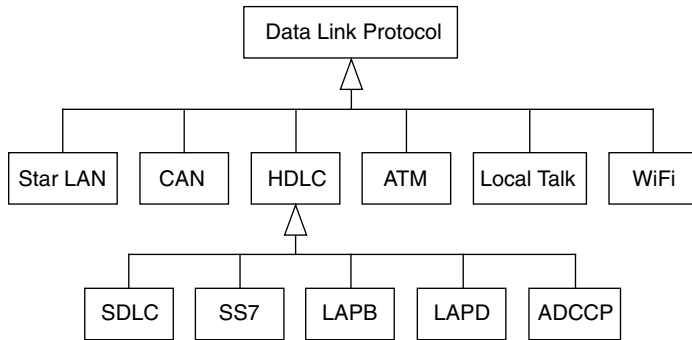 Data Link Protocol
Star LAN
CAN
HDLC
ATM
Local Talk
WiFi
SDLC
SS7
LAPB
LAPD
ADCCP